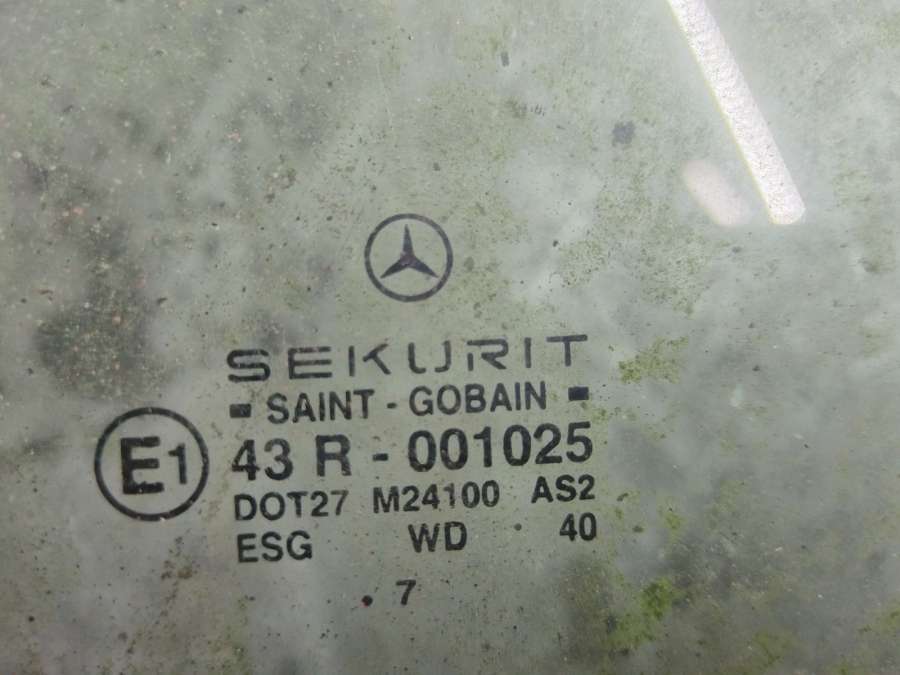 SEKURIT
SAINT - GOBAIN
E1
43 R - 001025
DOT27 M24100 AS2
ESG WD 40
. 7